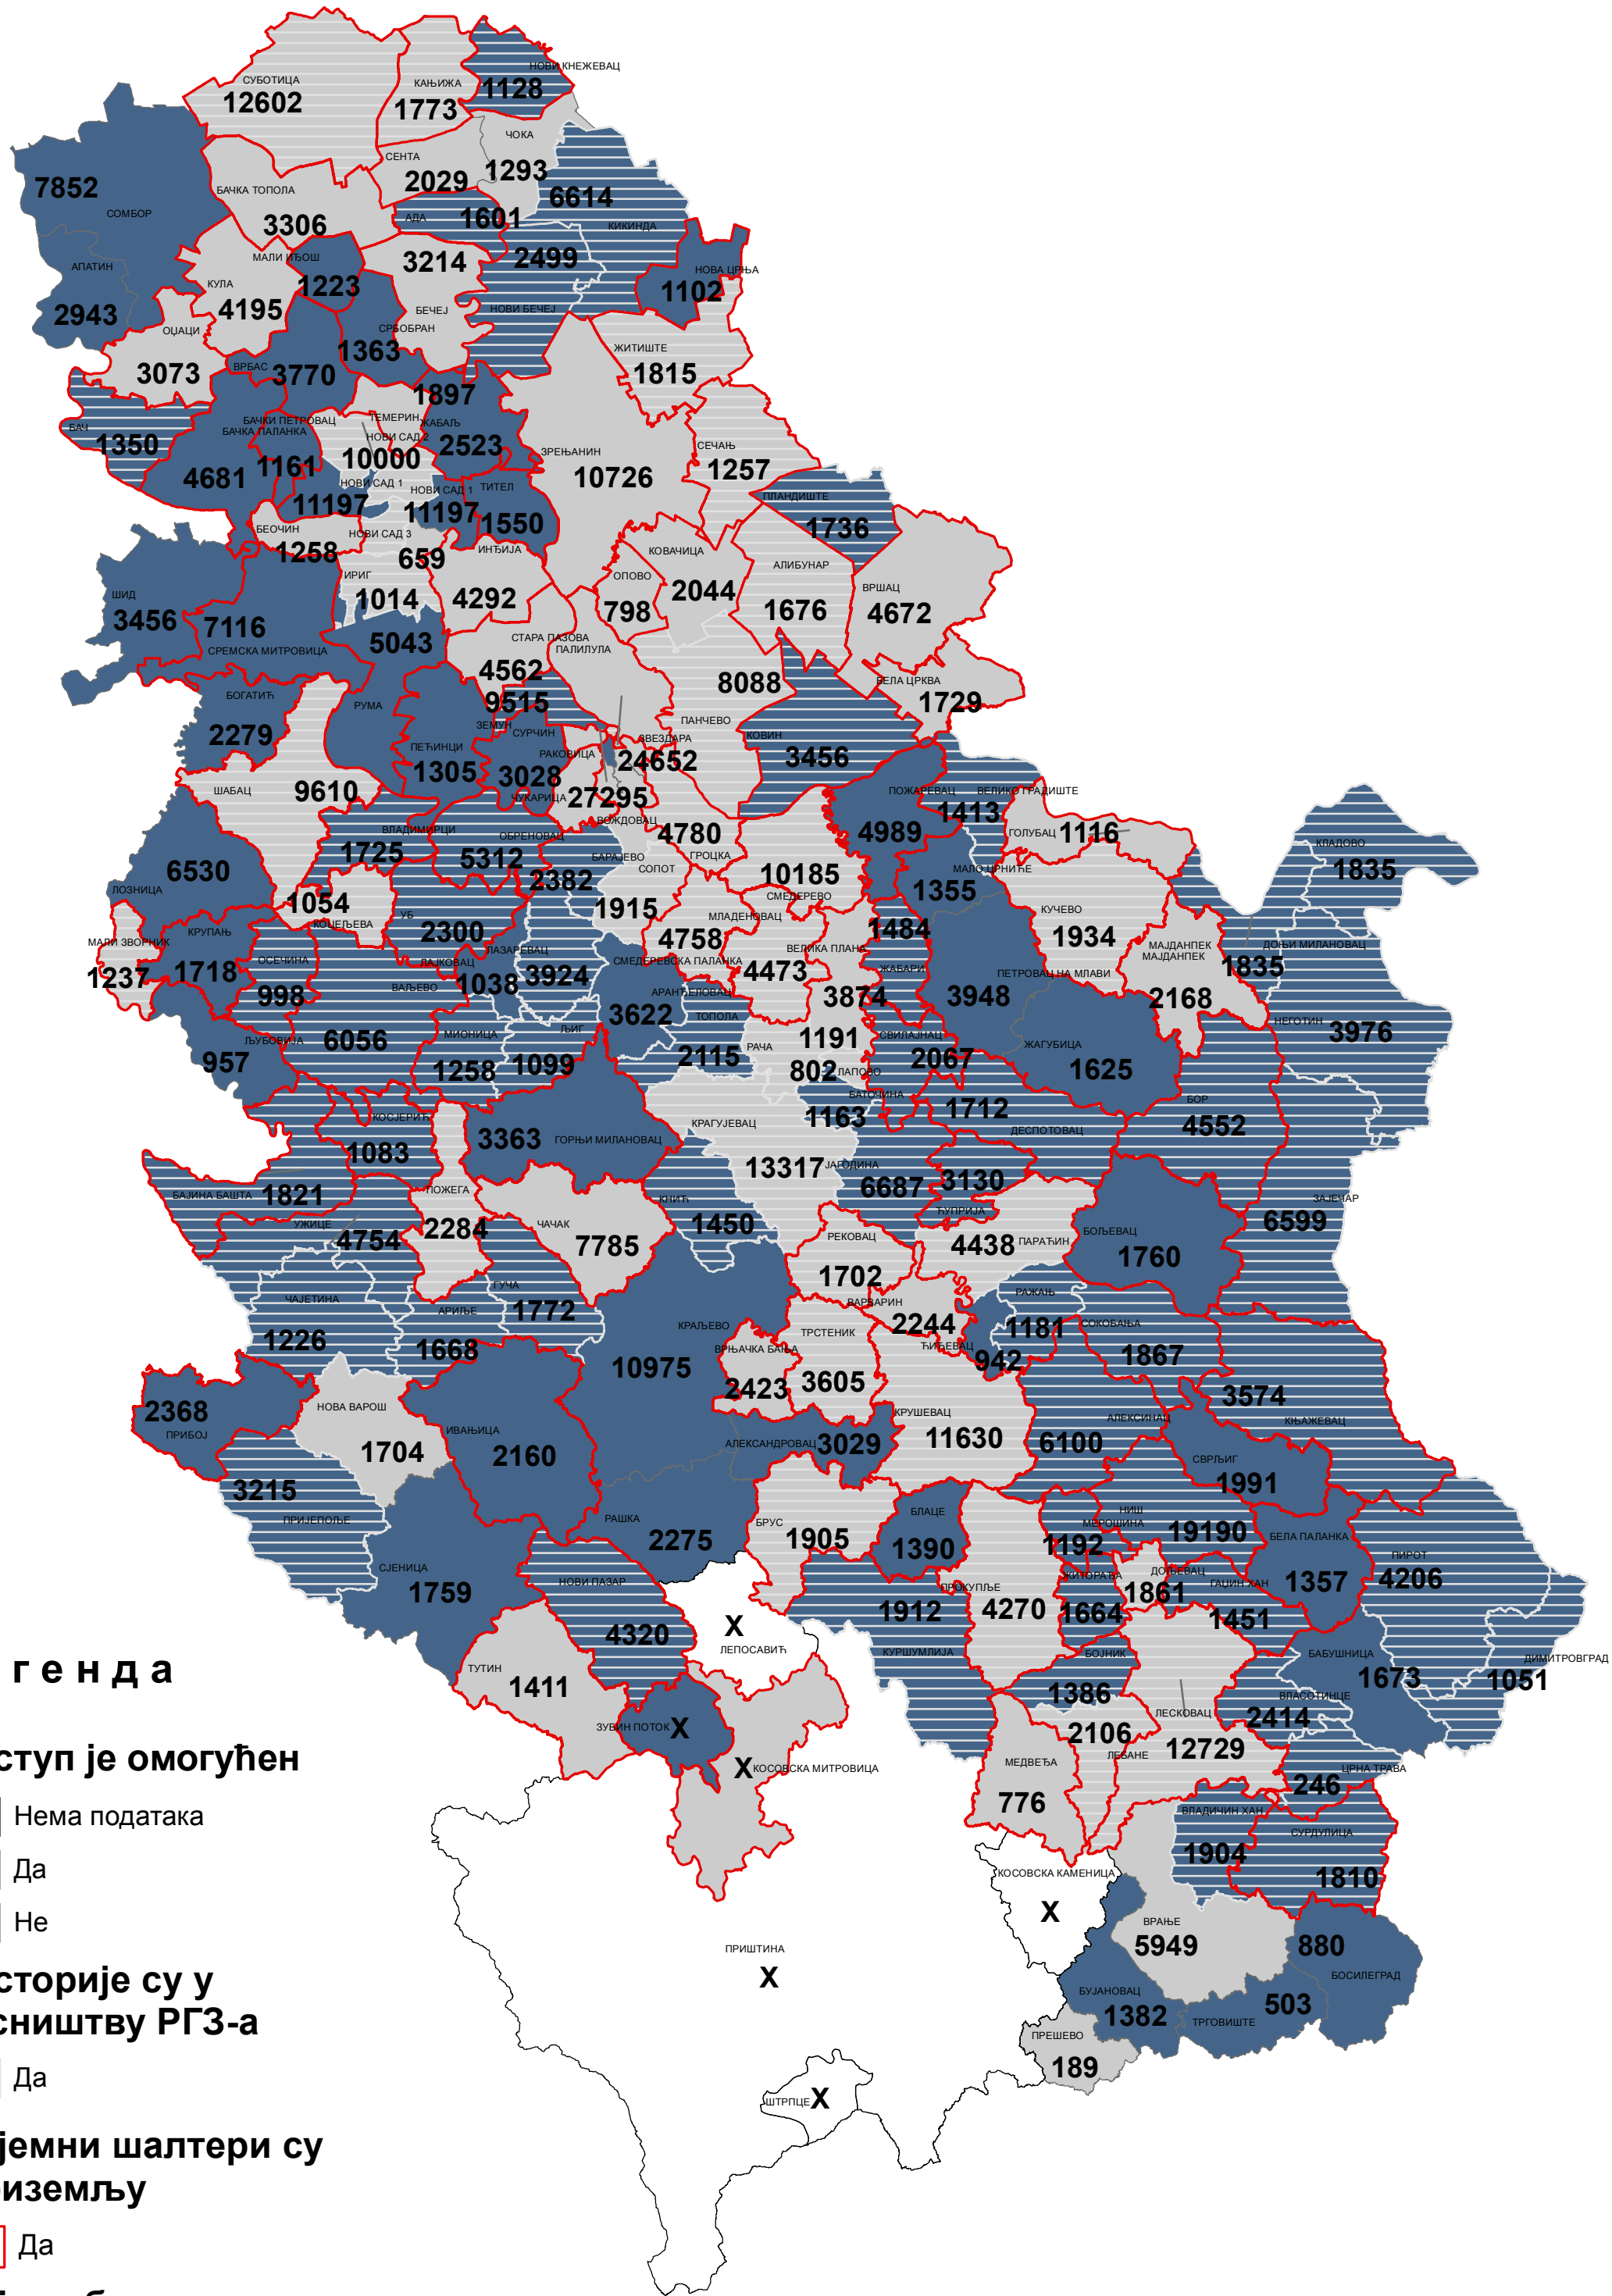 СУБОТИЦА
12602
КАЊИЖА
1773
НОВИ КНЕЖЕВАЦ
1128
ЧОКА
1293
СЕНТА
2029
7852
СОМБОР
БАЧКА ТОПОЛА
3306
АДА
1601
6614
КИКИНДА
АПАТИН
2943
КУЛА
4195
МАЛИ ИЂОШ
1223
3214
БЕЧЕЈ
2499
НОВИ БЕЧЕЈ
НОВА ЦРЊА
1102
ОЏАЦИ
3073
СРБОБРАН
1363
ВРБАС
3770
ЖИТИШТЕ
1815
БАЧ
1350
БАЧКИ ПЕТРОВАЦ
БАЧКА ПАЛАНКА
4681
1161
ТЕМЕРИН
1897
ЖАБАЉ
2523
НОВИ САД 2
10000
НОВИ САД 1
11197
НОВИ САД 1
11197
ТИТЕЛ
1550
ЗРЕЊАНИН
10726
СЕЧАЊ
1257
ПЛАНДИШТЕ
1736
БЕОЧИН
1258
НОВИ САД 3
659
ИНЂИЈА
4292
ИРИГ
1014
ШИД
3456
7116
СРЕМСКА МИТРОВИЦА
5043
РУМА
ОПОВО
798
КОВАЧИЦА
2044
АЛИБУНАР
1676
ВРШАЦ
4672
СТАРА ПАЗОВА
4562
ПАЛИЛУЛА
8088
ПАНЧЕВО
БЕЛА ЦРКВА
1729
БОГАТИЋ
2279
ПЕЋИНЦИ
1305
9515
ЗЕМУН
СУРЧИН
3028
РАКОВИЦА
ЧУКАРИЦА
ЗВЕЗДАРА
24652
27295
ВОЖДОВАЦ
КОВИН
3456
ШАБАЦ
9610
ВЛАДИМИРЦИ
1725
ОБРЕНОВАЦ
5312
БАРАЈЕВО
2382
СОПОТ
1915
4780
ГРОЦКА
10185
СМЕДЕРЕВО
ПОЖАРЕВАЦ
4989
ВЕЛИКО ГРАДИШТЕ
1413
ГОЛУБАЦ
1116
МАЛО ЦРНИЋЕ
1355
КЛАДОВО
1835
6530
ЛОЗНИЦА
1054
КОЦЕЉЕВА
УБ
2300
МЛАДЕНОВАЦ
4758
СМЕДЕРЕВСКА ПАЛАНКА
4473
ВЕЛИКА ПЛАНА
3874
1484
ЖАБАРИ
КУЧЕВО
1934
МАЈДАНПЕК
МАЈДАНПЕК
2168
ДОЊИ МИЛАНОВАЦ
1835
МАЛИ ЗВОРНИК
1237
КРУПАЊ
1718
ОСЕЧИНА
998
ЛАЗАРЕВАЦ
3924
ЛАЈКОВАЦ
1038
ВАЉЕВО
6056
АРАНЂЕЛОВАЦ
3622
ТОПОЛА
2115
ПЕТРОВАЦ НА МЛАВИ
3948
НЕГОТИН
3976
ЉУБОВИЈА
957
МИОНИЦА
1258
ЉИГ
1099
РАЧА
1191
802
ЛАПОВО
СВИЛАЈНАЦ
2067
ЖАГУБИЦА
1625
БОР
4552
КОСЈЕРИЋ
1083
3363
ГОРЊИ МИЛАНОВАЦ
КРАГУЈЕВАЦ
13317
БАТОЧИНА
1163
1712
ДЕСПОТОВАЦ
ЈАГОДИНА
6687
3130
ЋУПРИЈА
БАЈИНА БАШТА
1821
УЖИЦЕ
4754
ПОЖЕГА
2284
ЧАЧАК
7785
КНИЋ
1450
РЕКОВАЦ
1702
4438
ПАРАЋИН
БОЉЕВАЦ
1760
ЗАЈЕЧАР
6599
ЧАЈЕТИНА
1226
АРИЉЕ
1668
ГУЧА
1772
КРАЉЕВО
10975
ВРЊАЧКА БАЊА
2423
ТРСТЕНИК
3605
ВАРВАРИН
2244
ЋИЋЕВАЦ
942
РАЖАЊ
1181
СОКОБАЊА
1867
3574
КЊАЖЕВАЦ
2368
ПРИБОЈ
НОВА ВАРОШ
1704
ИВАЊИЦА
2160
АЛЕКСАНДРОВАЦ
3029
КРУШЕВАЦ
11630
АЛЕКСИНАЦ
6100
СВРЉИГ
1991
3215
ПРИЈЕПОЉЕ
СЈЕНИЦА
1759
РАШКА
2275
БРУС
1905
БЛАЦЕ
1390
НИШ
19190
МЕРОШИНА
1192
БЕЛА ПАЛАНКА
1357
ПИРОТ
4206
НОВИ ПАЗАР
4320
X
ЛЕПОСАВИЋ
1912
КУРШУМЛИЈА
ПРОКУПЉЕ
4270
ЖИТОРАЂА
1664
ДОЉЕВАЦ
1861
ГАЏИН ХАН
1451
БАБУШНИЦА
1673
ДИМИТРОВГРАД
1051
ТУТИН
1411
ЗУБИН ПОТОК
X
X
КОСОВСКА МИТРОВИЦА
БОЈНИК
1386
ЛЕСКОВАЦ
12729
ВЛАСОТИНЦЕ
2414
2106
ЛЕБАНЕ
МЕДВЕЂА
776
ЦРНА ТРАВА
246
ВЛАДИЧИН ХАН
1904
СУРДУЛИЦА
1810
КОСОВСКА КАМЕНИЦА
X
ВРАЊЕ
5949
880
БОСИЛЕГРАД
ПРИШТИНА
X
БУЈАНОВАЦ
1382
503
ТРГОВИШТЕ
ПРЕШЕВО
189
ШТРПЦЕ
X
г е н д а
ступ је омогућен
Нема података
Да
Не
сторије су у
сништву РГЗ-а
Да
јемни шалтери су
иземљу
Да